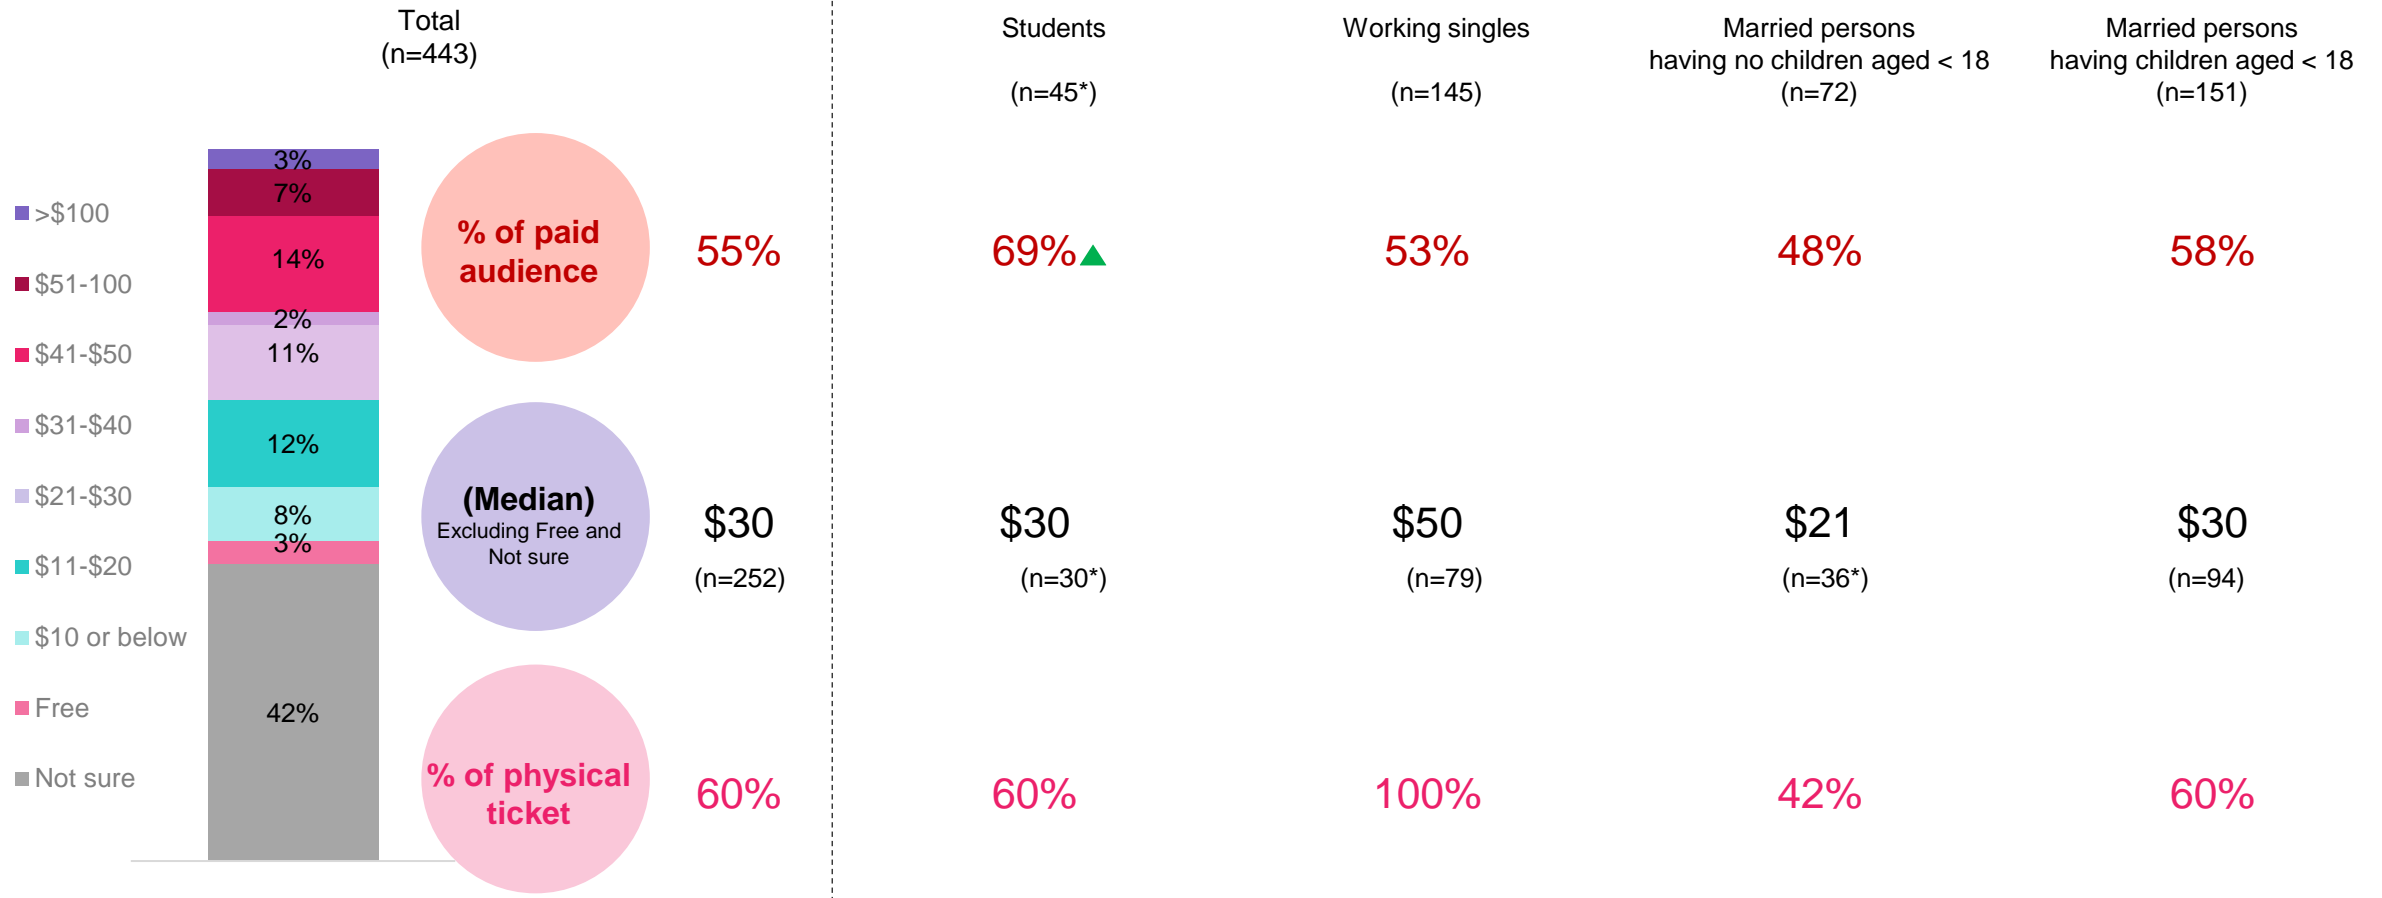 Total
(n=443)
Students
(n=45*)
Working singles
(n=145)
Married persons
having no children aged < 18
(n=72)
Married persons
having children aged < 18
(n=151)
>$100
$51-100
$41-$50
$31-$40
$21-$30
$11-$20
$10 or below
Free
Not sure
3%
7%
14%
2%
11%
12%
8%
3%
42%
% of paid
audience
55%
69%
53%
48%
58%
(Median)
Excluding Free and
Not sure
$30
(n=252)
$30
(n=30*)
$50
(n=79)
$21
(n=36*)
$30
(n=94)
% of physical
ticket
60%
60%
100%
42%
60%